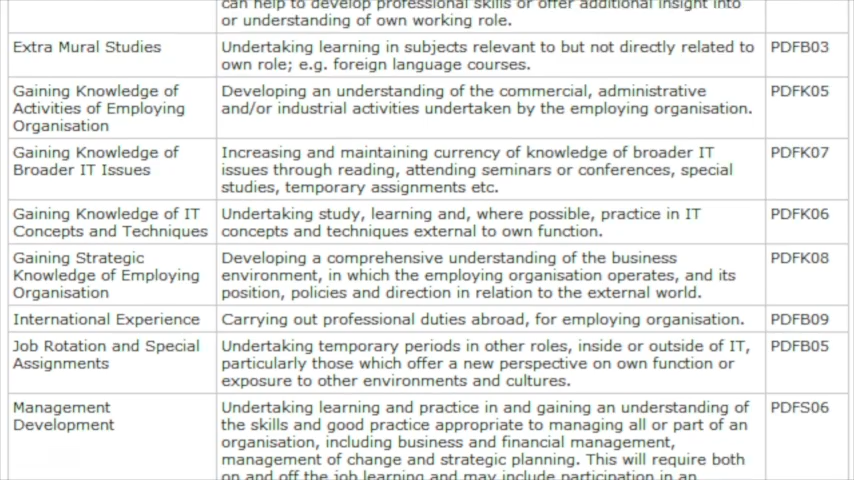 can help to develop professional skills or offer additional insight into
or understanding of own working role.
Extra Mural Studies
Undertaking learning in subjects relevant to but not directly related to
own role; e.g. foreign language courses.
PDFB03
Gaining Knowledge of
Activities of Employing
Organisation
Developing an understanding of the commercial, administrative
and/or industrial activities undertaken by the employing organisation.
PDFK05
Gaining Knowledge of
Broader IT Issues
Increasing and maintaining currency of knowledge of broader IT
issues through reading, attending seminars or conferences, special
studies, temporary assignments etc.
PDFK07
Gaining Knowledge of IT
Concepts and Techniques
Undertaking study, learning and, where possible, practice in IT
concepts and techniques external to own function.
PDFK06
Gaining Strategic
Knowledge of Employing
Organisation
Developing a comprehensive understanding of the business
environment, in which the employing organisation operates, and its
position, policies and direction in relation to the external world.
PDFK08
International Experience
Carrying out professional duties abroad, for employing organisation.
PDFB09
Job Rotation and Special
Assignments
Undertaking temporary periods in other roles, inside or outside of IT,
particularly those which offer a new perspective on own function or
exposure to other environments and cultures.
PDFB05
Management
Development
Undertaking learning and practice in and gaining an understanding of
the skills and good practice appropriate to managing all or part of an
organisation, including business and financial management,
management of change and strategic planning. This will require both
on and off the job learning and may include participation in an
PDFS06